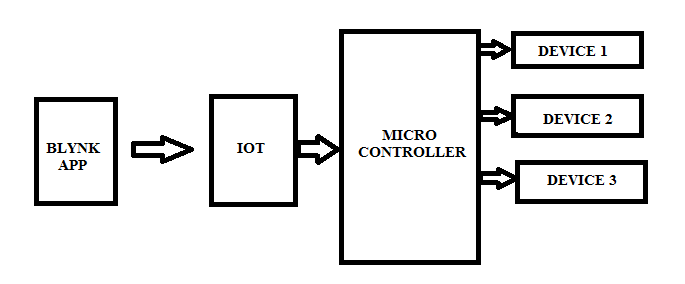 BLYNK
APP
IOT
MICRO
CONTROLLER
DEVICE 1
DEVICE 2
DEVICE 3